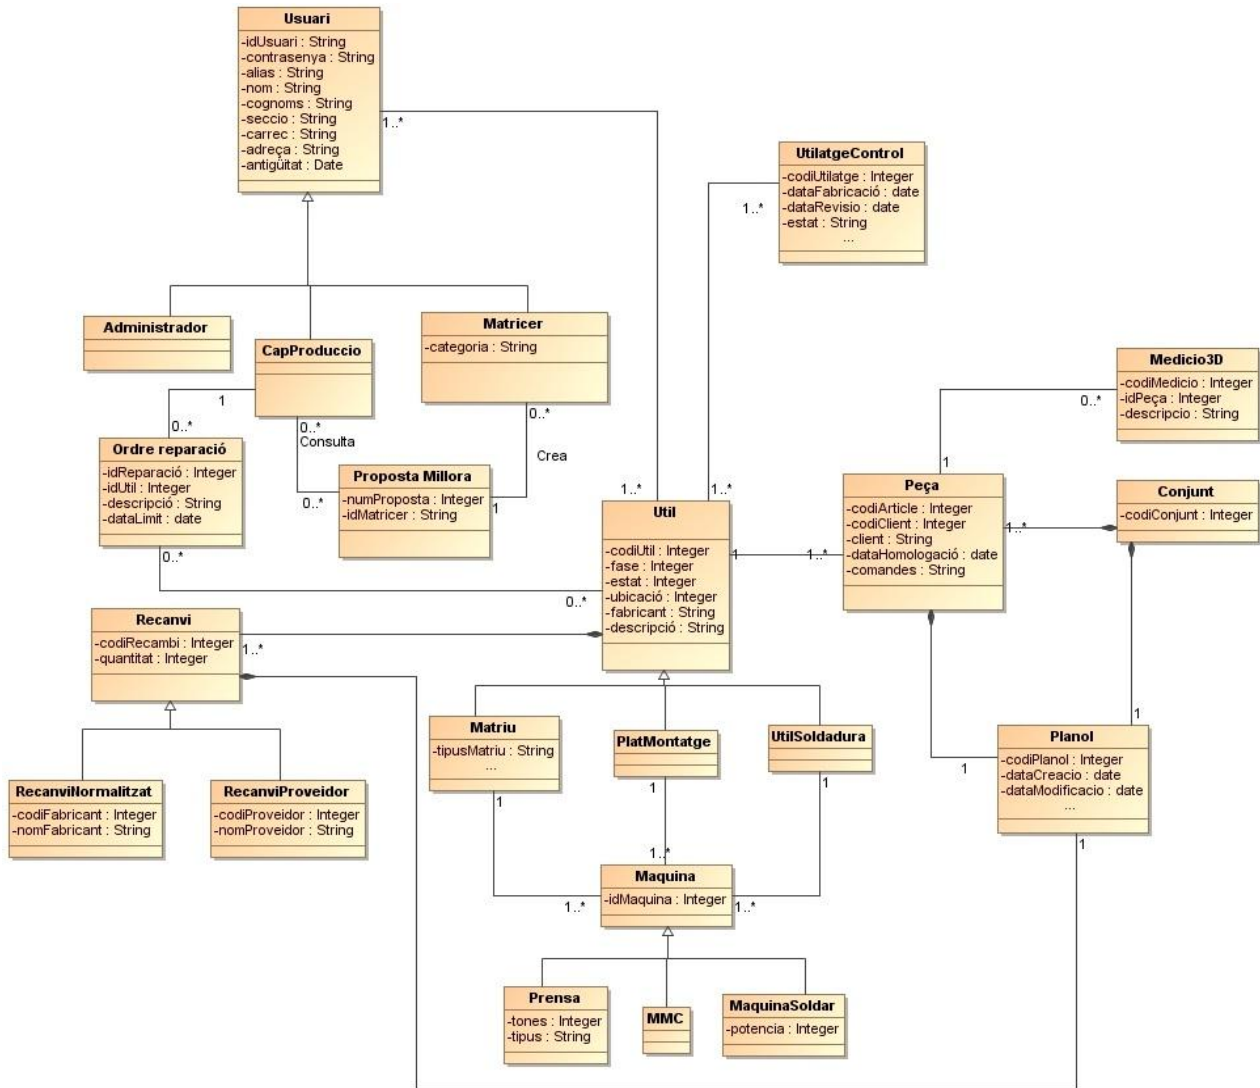 Usuari
-idUsuari : String
-contrasenya : String
-alias : String
-nom : String
-cognoms : String
-seccio : String
-carrec : String
-adreça : String
-antigüitat : Date
1..*
UtilatgeControl
-codiUtilatge : Integer
-dataFabricació : date
-dataRevisio : date
-estat : String
...
1..*
Administrador
CapProduccio
Matricer
-categoria : String
1
0..*
0..*
Consulta
0..*
Crea
Ordre reparació
-idReparació : Integer
-idUtil : Integer
-descripció : String
-dataLimit : date
0..*
Proposta Millora
-numProposta : Integer
-idMatricer : String
0..*
1
Medicio3D
-codiMedicio : Integer
-idPeça : Integer
-descripcio : String
0..*
1
1..*
1..*
Util
-codiUtil : Integer
-fase : Integer
-estat : Integer
-ubicació : Integer
-fabricant : String
-descripció : String
0..*
1
1..*
Peça
-codiArticle : Integer
-codiClient : Integer
-client : String
-dataHomologació : date
-comandes : String
1..*
Conjunt
-codiConjunt : Integer
Recanvi
-codiRecambi : Integer
-quantitat : Integer
1..*
Matriu
-tipusMatriu : String
...
1
PlatMontatge
1
UtilSoldadura
1
1
1
Planol
-codiPlanol : Integer
-dataCreacio : date
-dataModificacio : date
...
1
RecanviNormalitzat
-codiFabricant : Integer
-nomFabricant : String
RecanviProveidor
-codiProveidor : Integer
-nomProveidor : String
1..*
Maquina
-idMaquina : Integer
1..*
1..*
Prensa
-tones : Integer
-tipus : String
MMC
MaquinaSoldar
-potencia : Integer